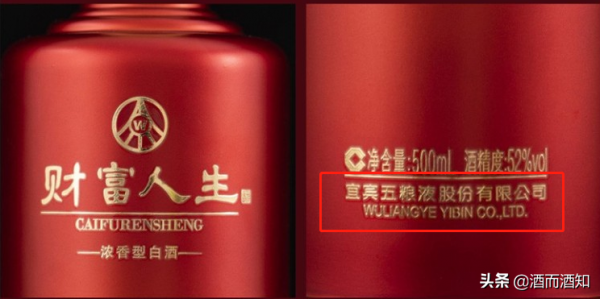 财富人生
CAIFURENSHENG
浓香型白酒
净含量:500ml 酒精度:52%vol
宜宾五粮液股份有限公司
WULIANGYE YIBIN CO.,LTD.
头条 @酒而酒知